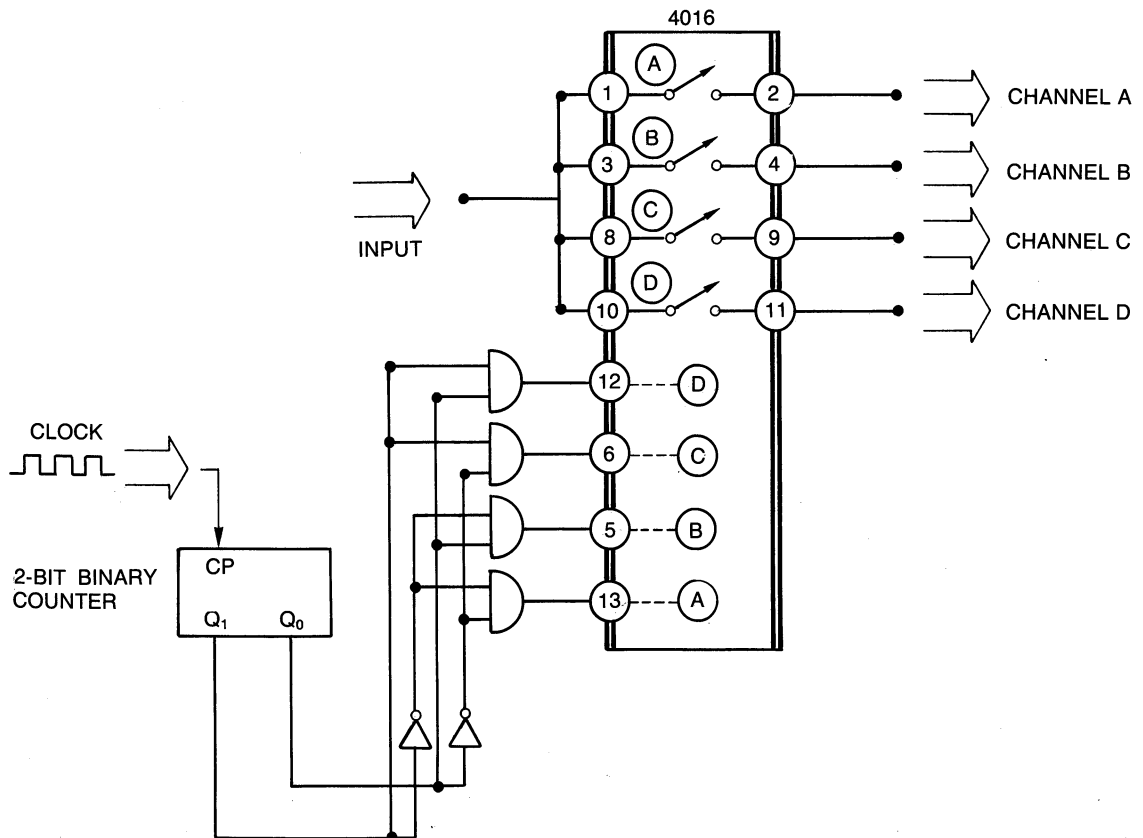 4016
A
1
2
CHANNEL A
B
3
4
CHANNEL B
C
8
9
CHANNEL C
INPUT
D
10
11
CHANNEL D
12
D
CLOCK
6
C
5
B
CP
2-BIT BINARY
COUNTER
13
A
Q₁ Q₀